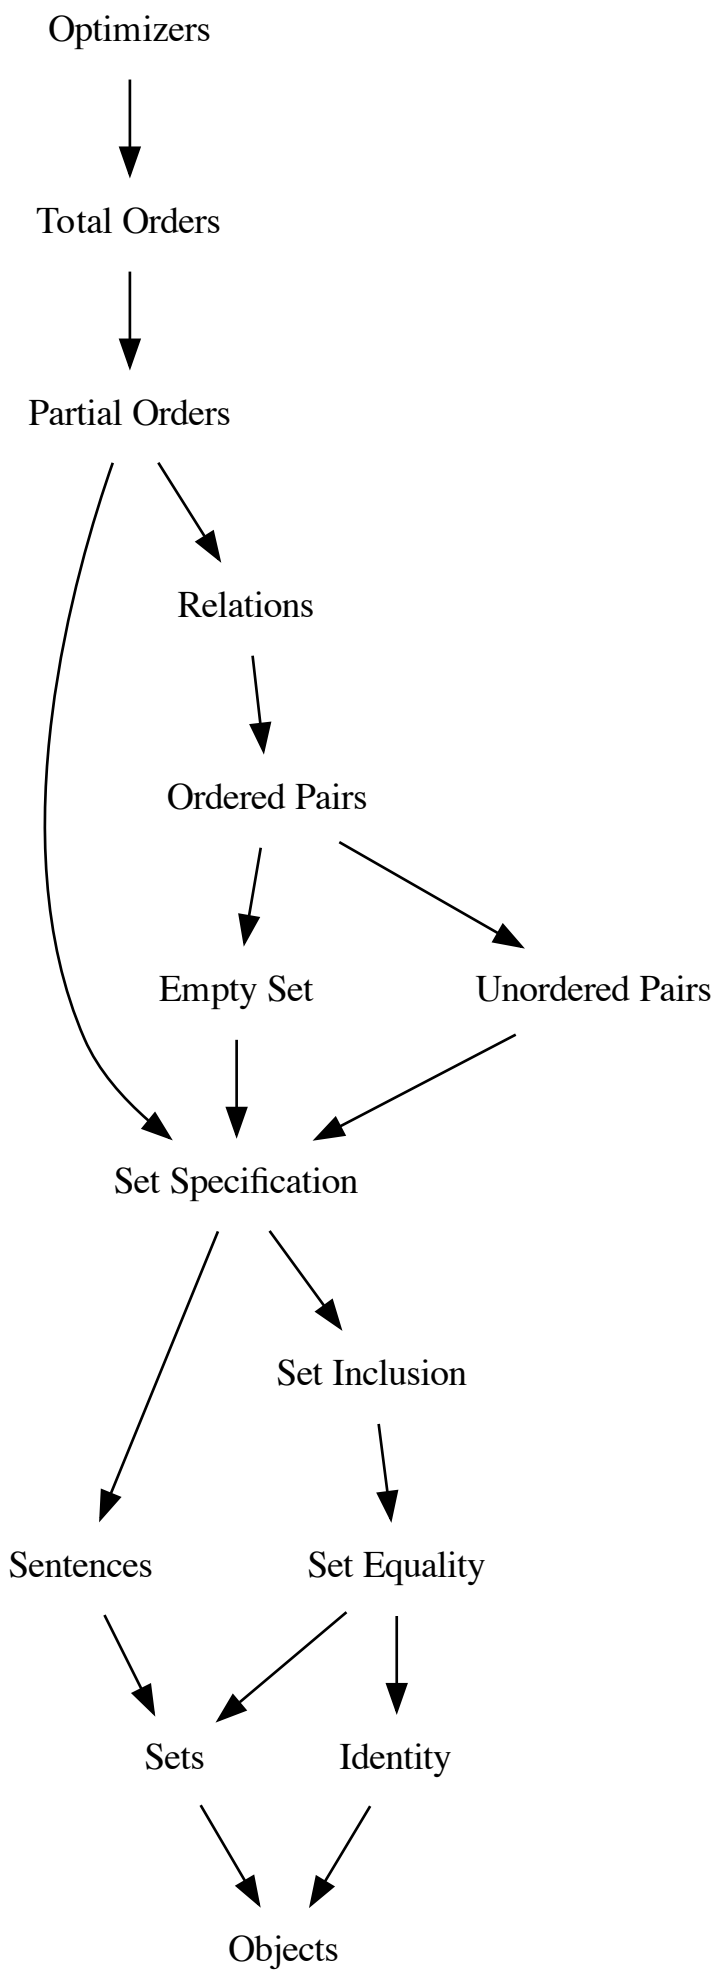 Optimizers
Total Orders
Partial Orders
Relations
Ordered Pairs
Empty Set
Unordered Pairs
Set Specification
Set Inclusion
Sentences
Set Equality
Sets
Identity
Objects